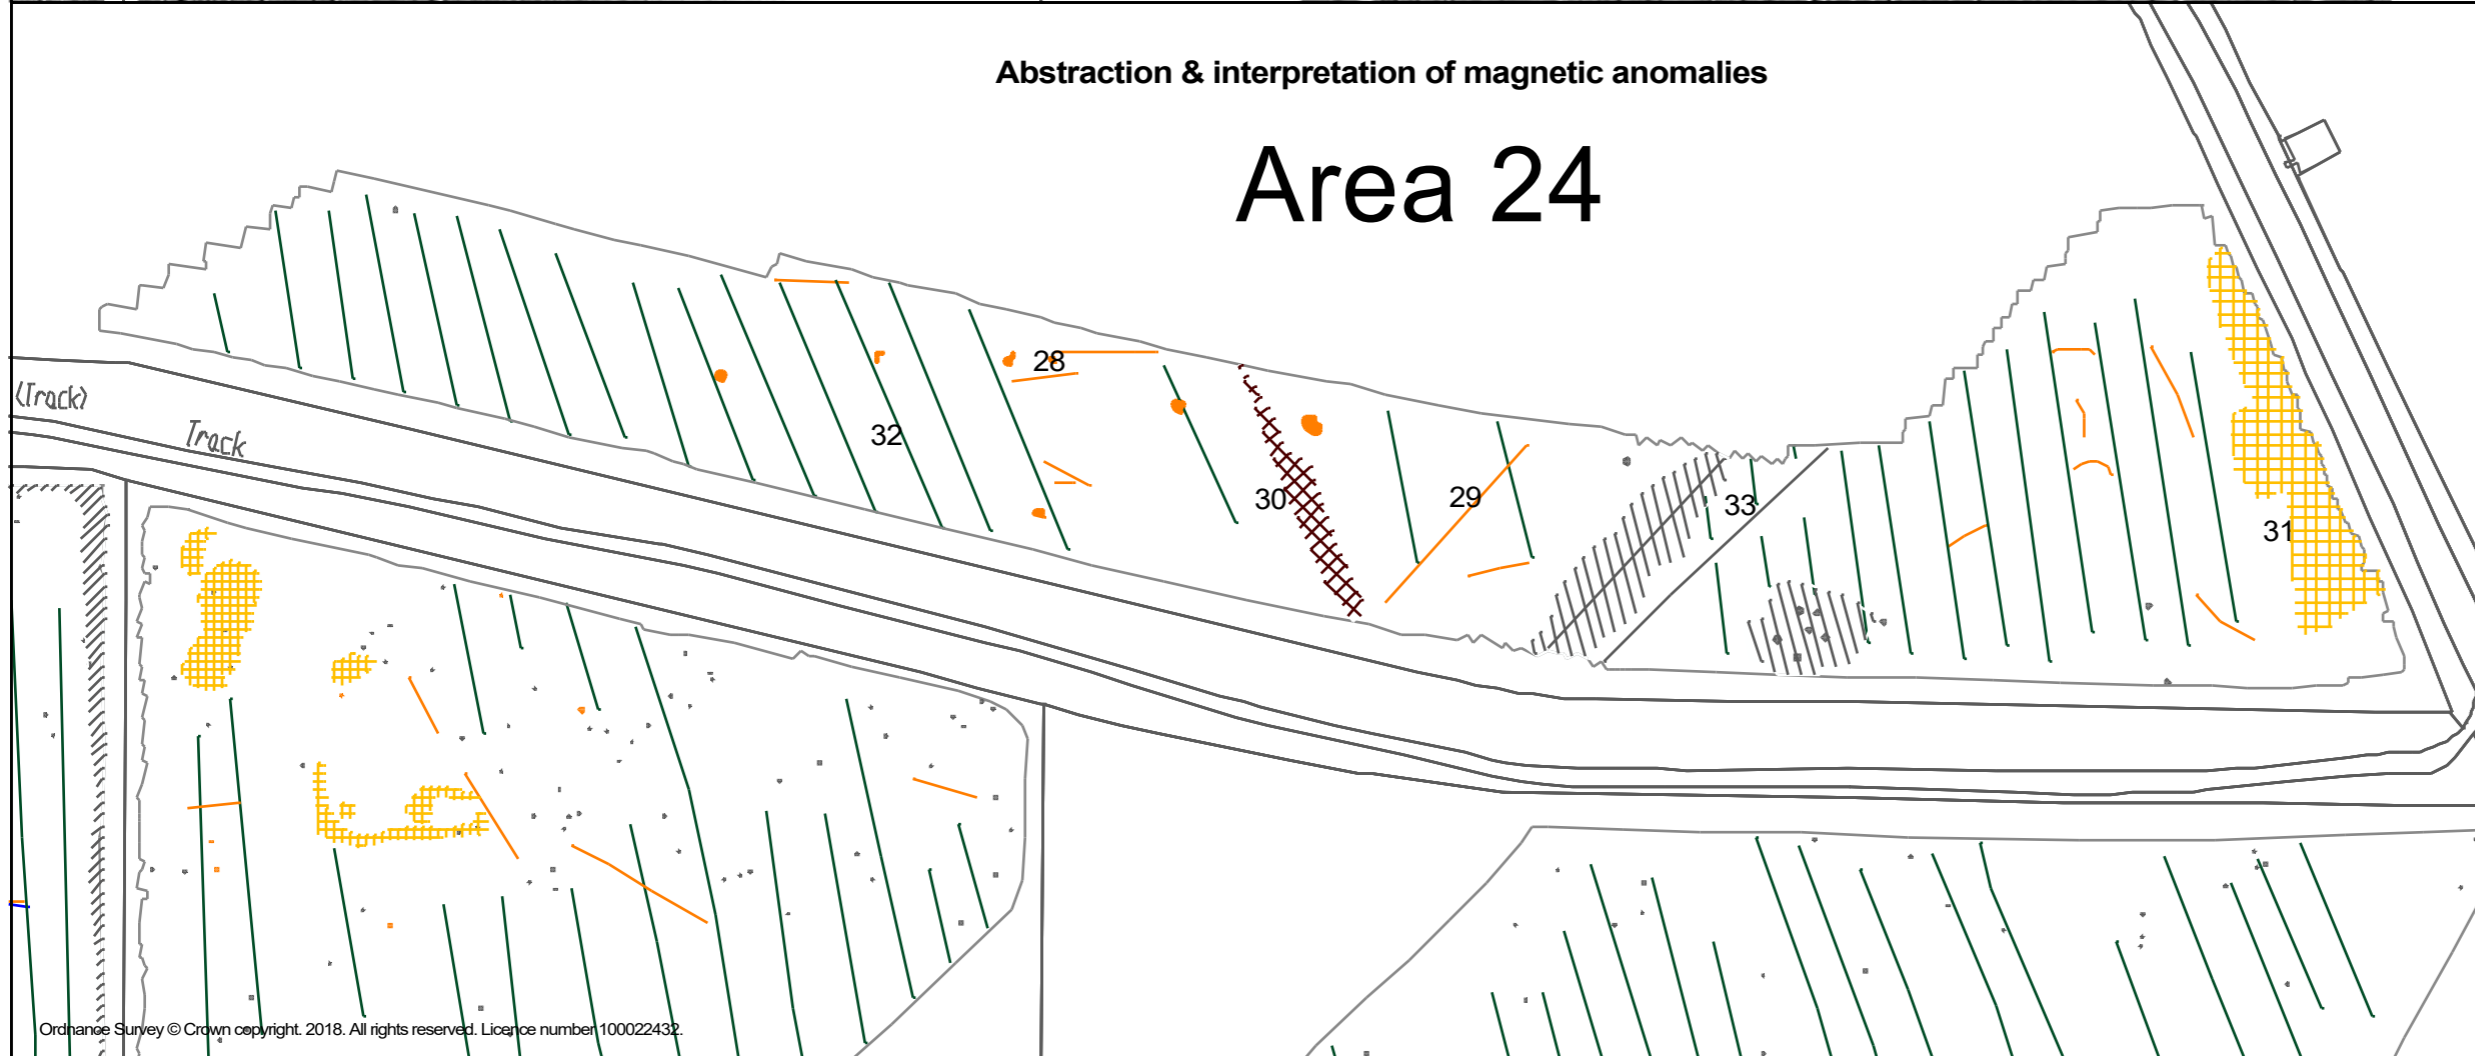 Abstraction & interpretation of magnetic anomalies
Area 24
28
(Track)
Track
32
30
29
33
31
Ordnance Survey © Crown copyright. 2018. All rights reserved. Licence number 100022432.